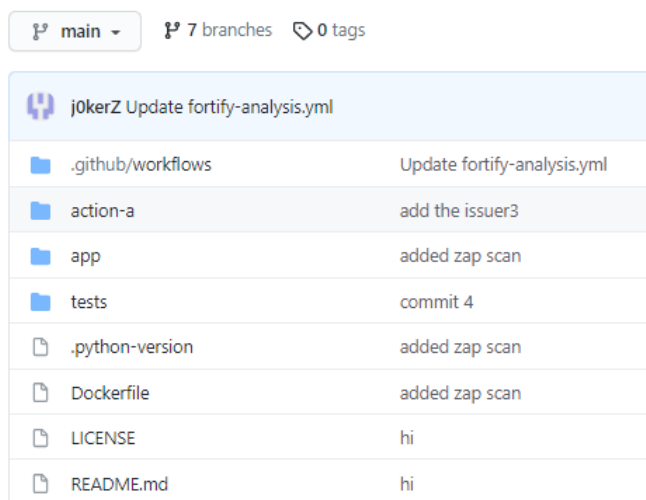 main 7 branches 0 tags
j0kerZ Update fortify-analysis.yml
.github/workflows Update fortify-analysis.yml
action-a add the issuer3
app added zap scan
tests commit 4
.python-version added zap scan
Dockerfile added zap scan
LICENSE hi
README.md hi